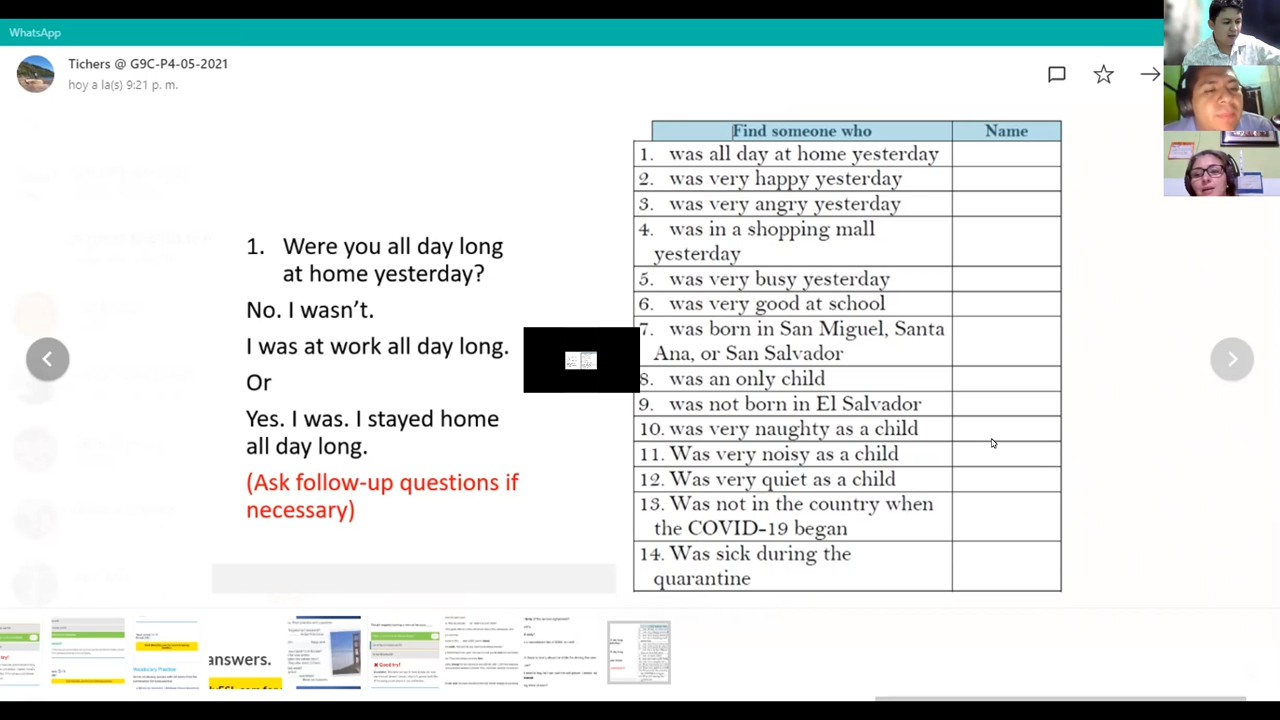 WhatsApp
Tichers @ G9C-P4-05-2021
hoy a la(s) 9:21 p. m.
1. Were you all day long
at home yesterday?
No. I wasn't.
I was at work all day long.
Or
Yes. I was. I stayed home
all day long.
(Ask follow-up questions if
necessary)
Find someone who Name
1. was all day at home yesterday
2. was very happy yesterday
3. was very angry yesterday
4. was in a shopping mall
yesterday
5. was very busy yesterday
6. was very good at school
7. was born in San Miguel, Santa
Ana, or San Salvador
8. was an only child
9. was not born in El Salvador
10. was very naughty as a child
11. Was very noisy as a child
12. Was very quiet as a child
13. Was not in the country when
the COVID-19 began
14. Was sick during the
quarantine
answers.
Good try!